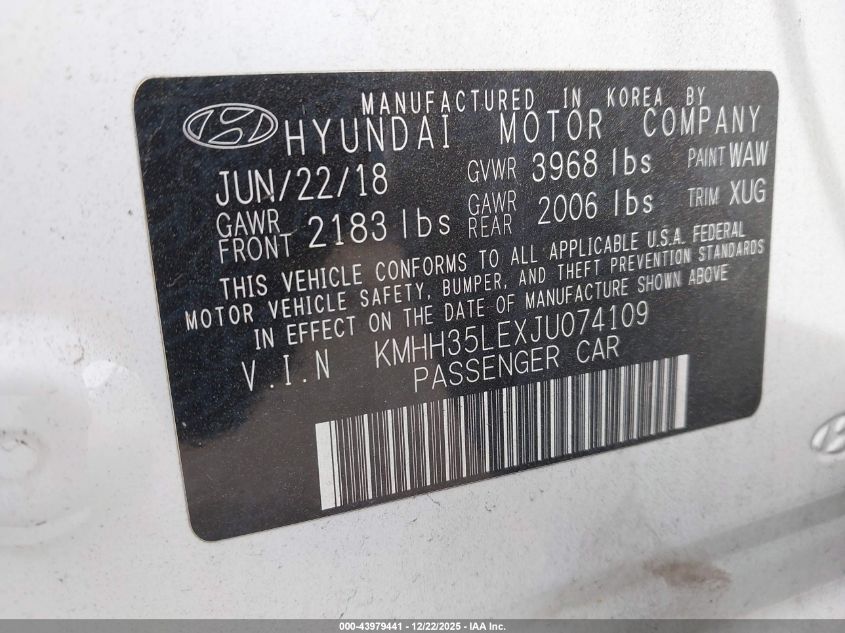 MANUFACTURED IN KOREA BY
HYUNDAI MOTOR COMPANY
JUN/22/18 GVWR 3968 lbs PAINT WAW
GAWR FRONT 2183 lbs GAWR REAR 2006 lbs TRIM XUG
THIS VEHICLE CONFORMS TO ALL APPLICABLE U.S.A. FEDERAL
MOTOR VEHICLE SAFETY, BUMPER, AND THEFT PREVENTION STANDARDS
IN EFFECT ON THE DATE OF MANUFACTURE SHOWN ABOVE
V.I.N KMHH35LEXJU074109
PASSENGER CAR
000-43979441 - 12/22/2025 - IAA Inc.